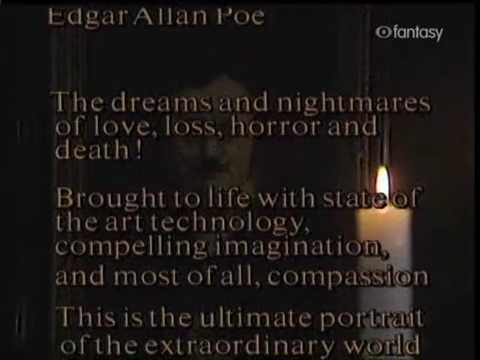 Edgar Allan Poe
fantasy
The dreams and nightmares
of love, loss, horror and
death!
Brought to life with state of
the art technology,
compelling imagination,
and most of all, compassion
This is the ultimate portrait
of the extraordinary world